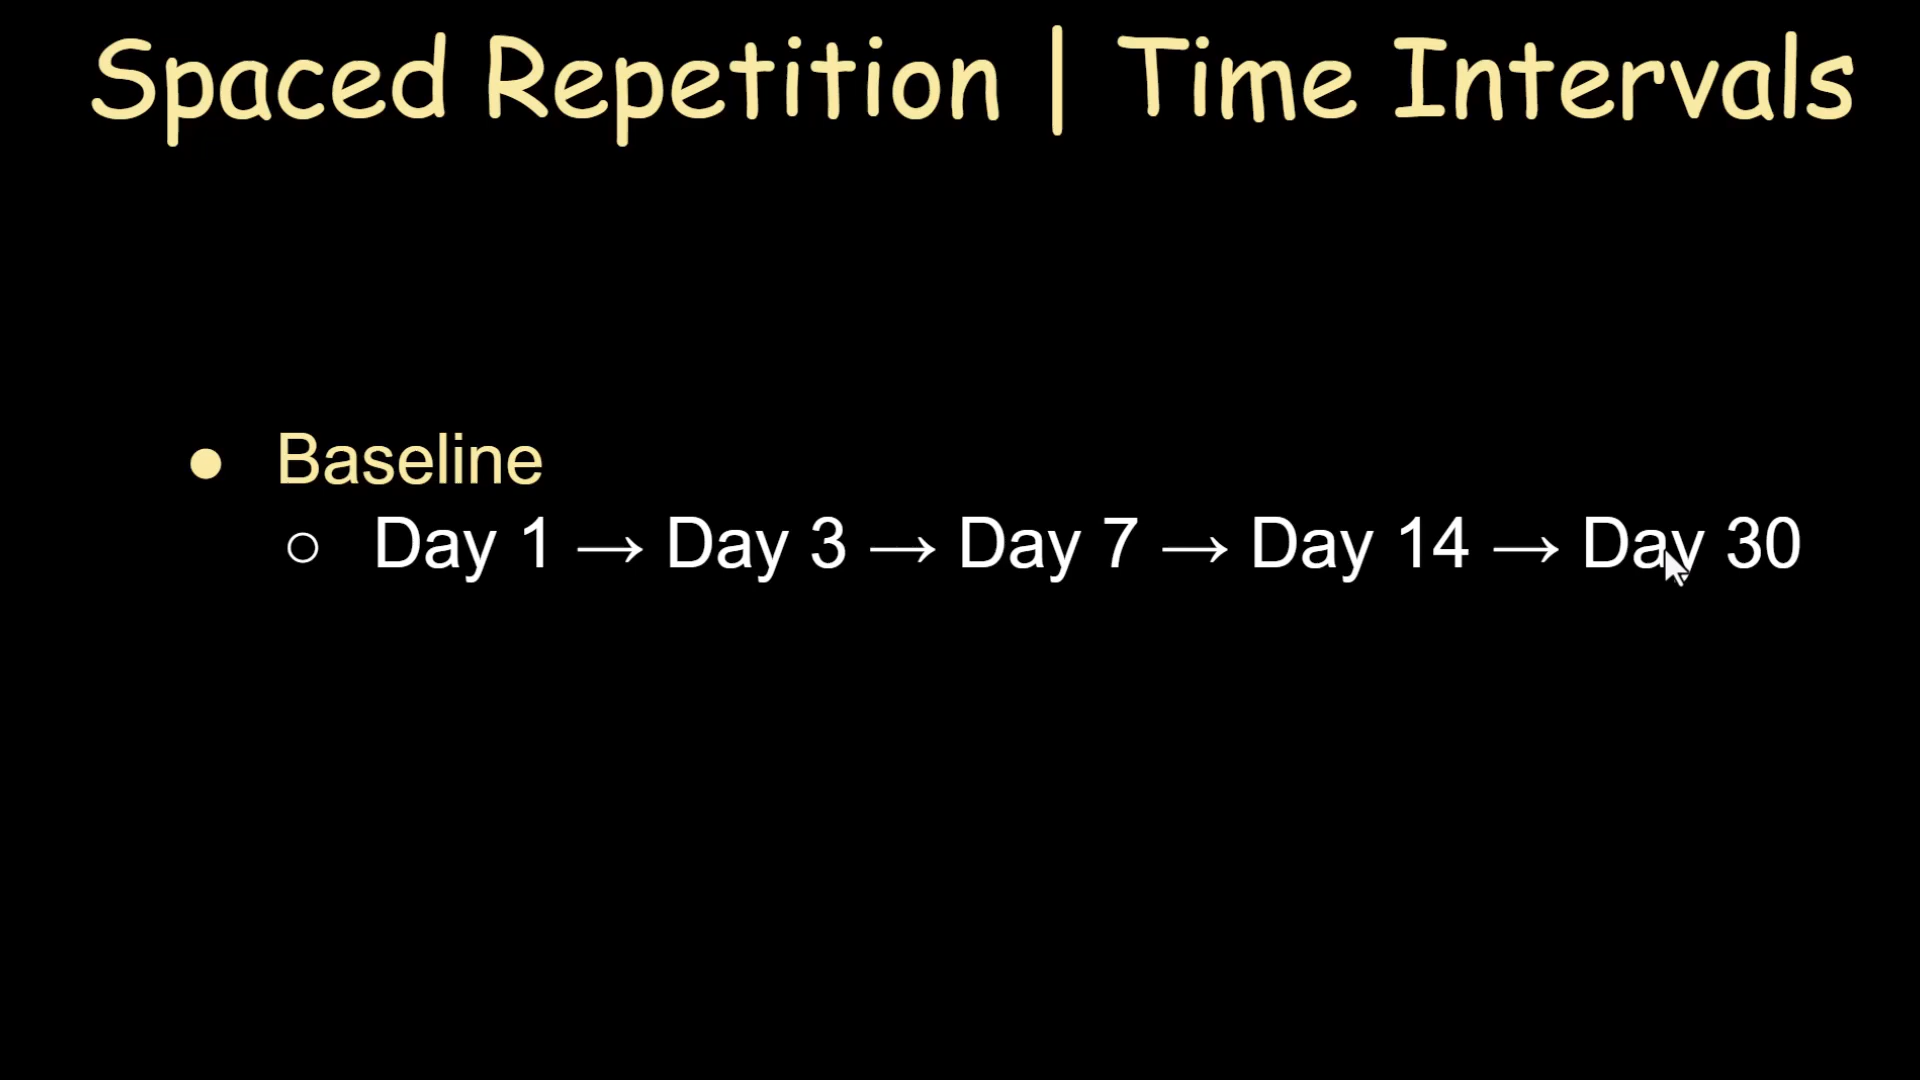 Spaced Repetition | Time Intervals
● Baseline
○ Day 1 → Day 3 → Day 7 → Day 14 → Day 30